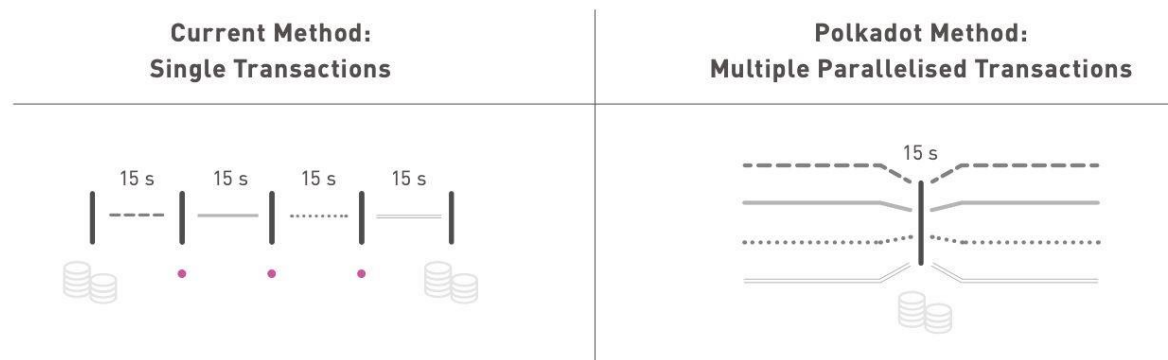 Current Method:
Single Transactions
Polkadot Method:
Multiple Parallelised Transactions
15 s
15 s
15 s
15 s
15 s